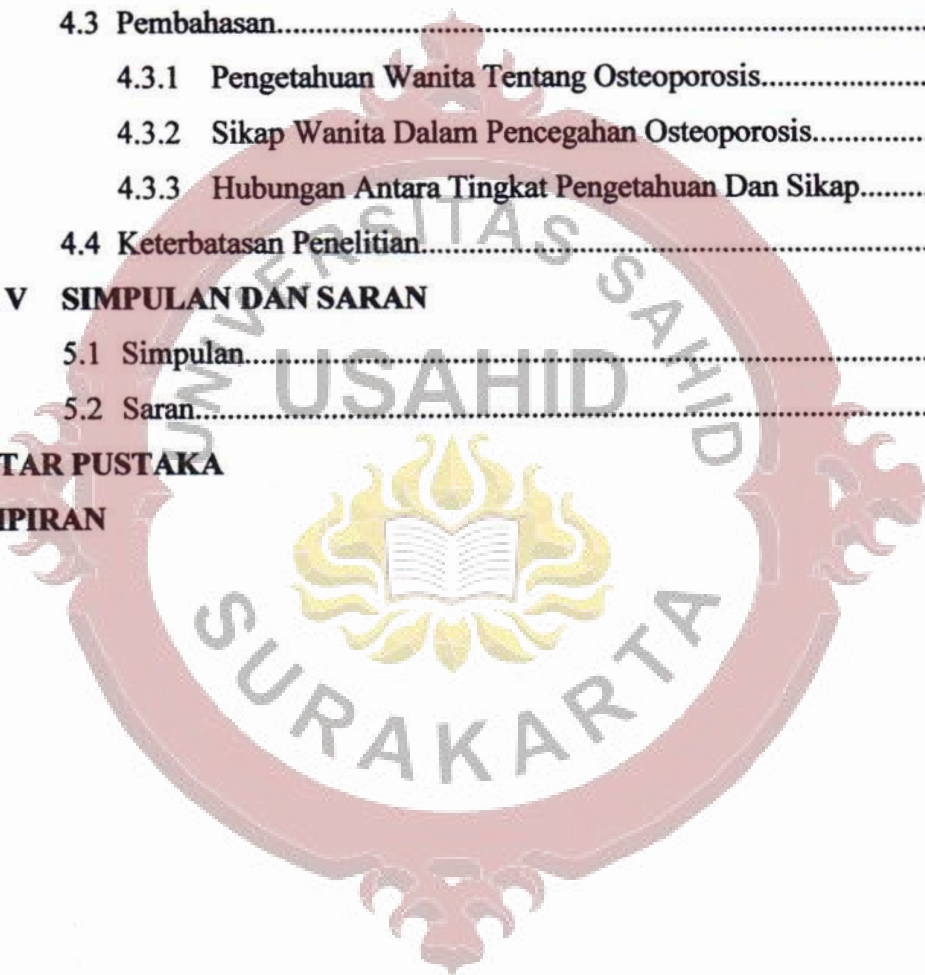 4.3 Pembahasan
4.3.1 Pengetahuan Wanita Tentang Osteoporosis
4.3.2 Sikap Wanita Dalam Pencegahan Osteoporosis
4.3.3 Hubungan Antara Tingkat Pengetahuan Dan Sikap
4.4 Keterbatasan Penelitian
V SIMPULAN DAN SARAN
5.1 Simpulan
5.2 Saran
TAR PUSTAKA
IPIRAN
UNIVERSITAS SAHID
USAHID
SURAKARTA